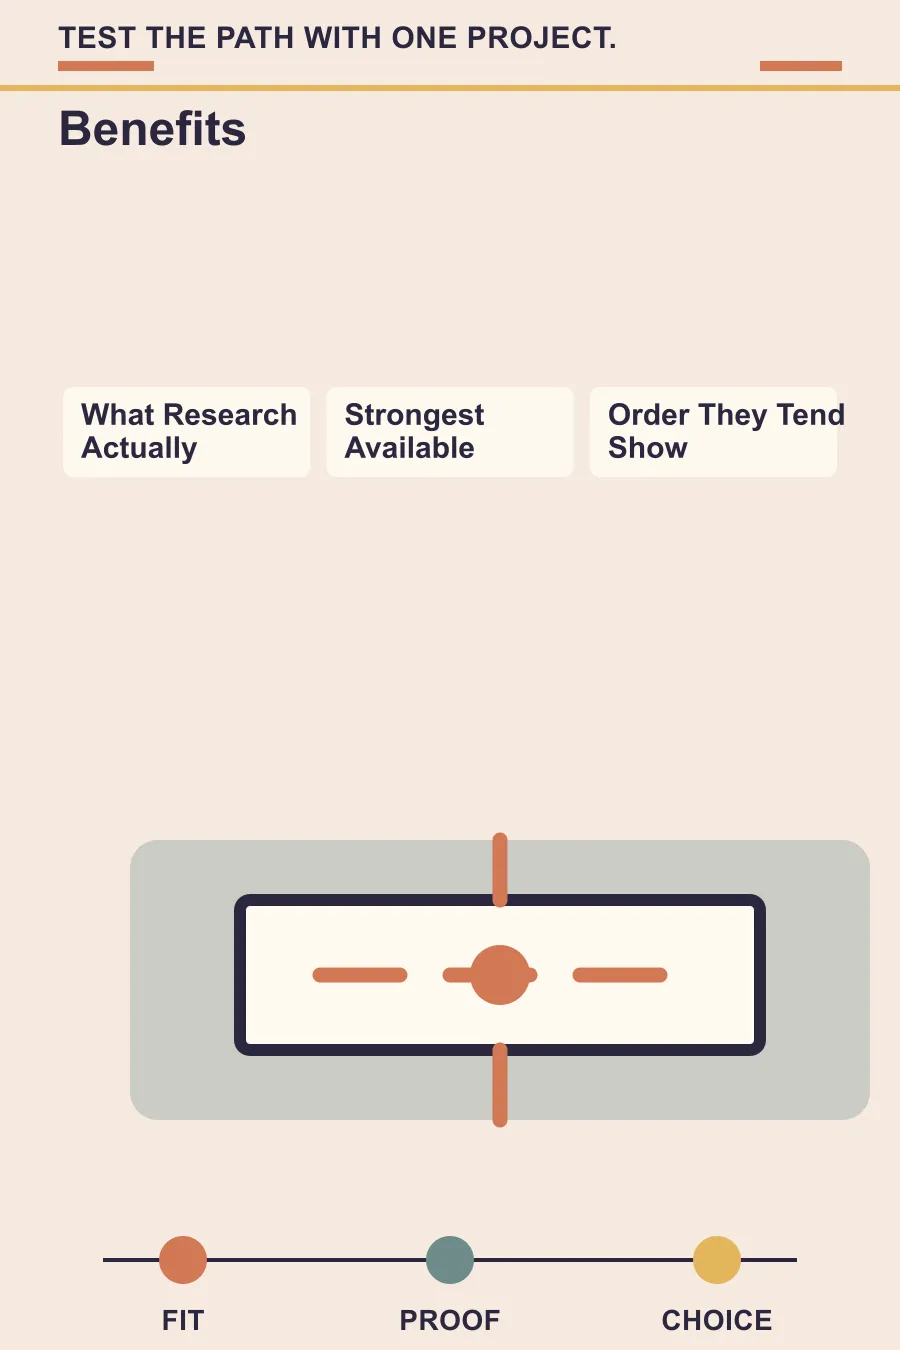 TEST THE PATH WITH ONE PROJECT.
Benefits
What Research
Actually
Strongest
Available
Order They Tend
Show
FIT
PROOF
CHOICE